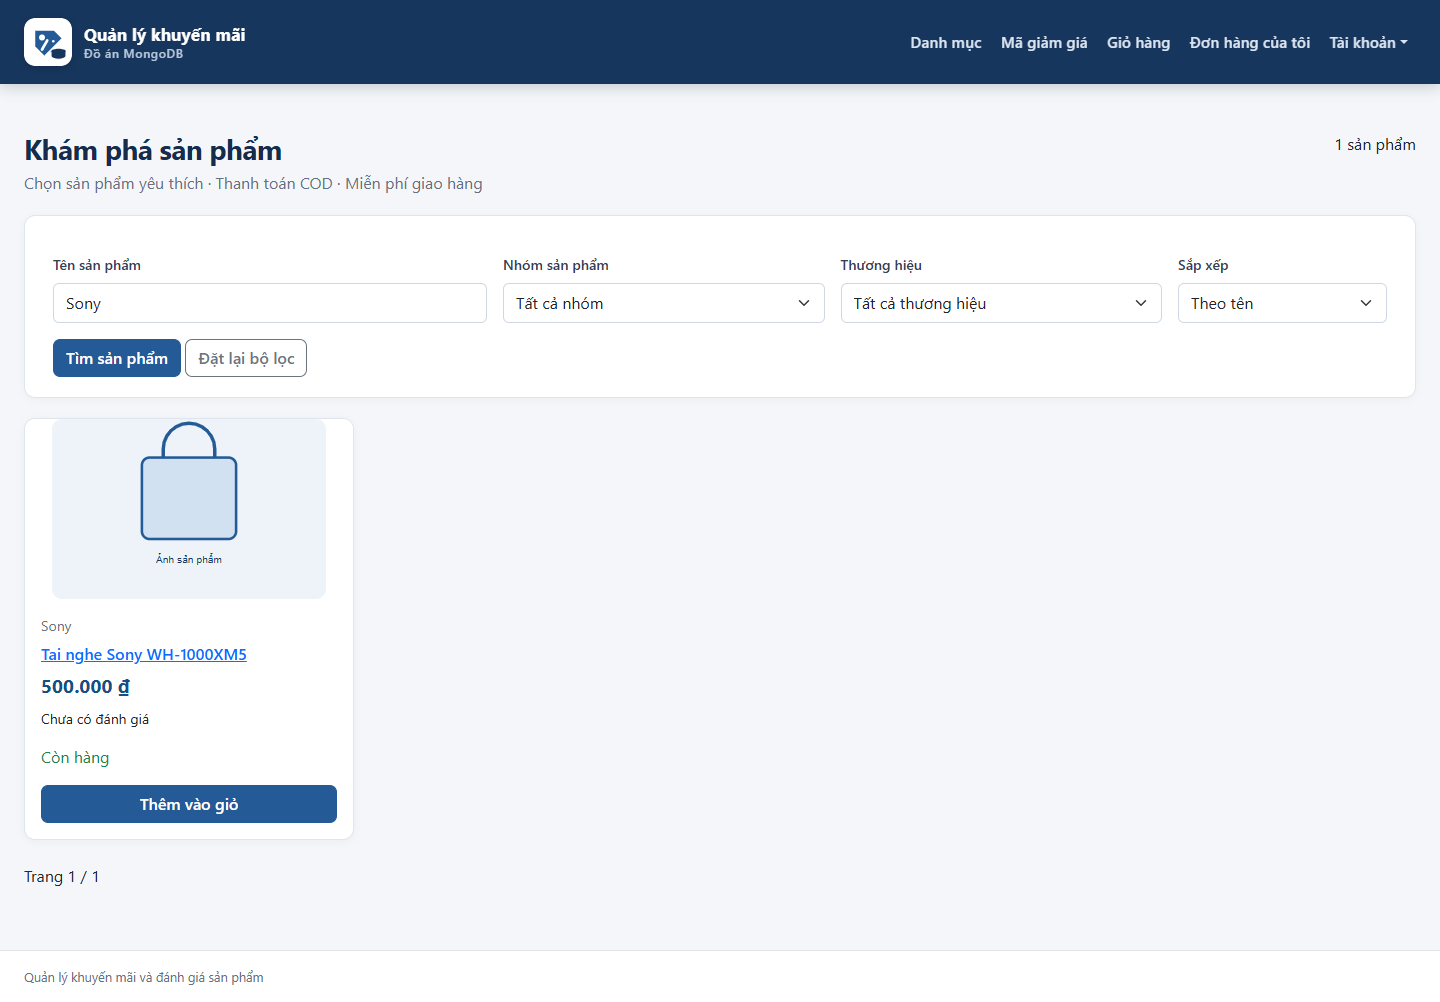 Quản lý khuyến mãi
Đồ án MongoDB
Danh mục
Mã giảm giá
Giỏ hàng
Đơn hàng của tôi
Tài khoản
Khám phá sản phẩm
1 sản phẩm
Chọn sản phẩm yêu thích · Thanh toán COD · Miễn phí giao hàng
Tên sản phẩm
Nhóm sản phẩm
Thương hiệu
Sắp xếp
Sony
Tất cả nhóm
Tất cả thương hiệu
Theo tên
Tìm sản phẩm
Đặt lại bộ lọc
Ảnh sản phẩm
Sony
Tai nghe Sony WH-1000XM5
500.000 ₫
Chưa có đánh giá
Còn hàng
Thêm vào giỏ
Trang 1 / 1
Quản lý khuyến mãi và đánh giá sản phẩm